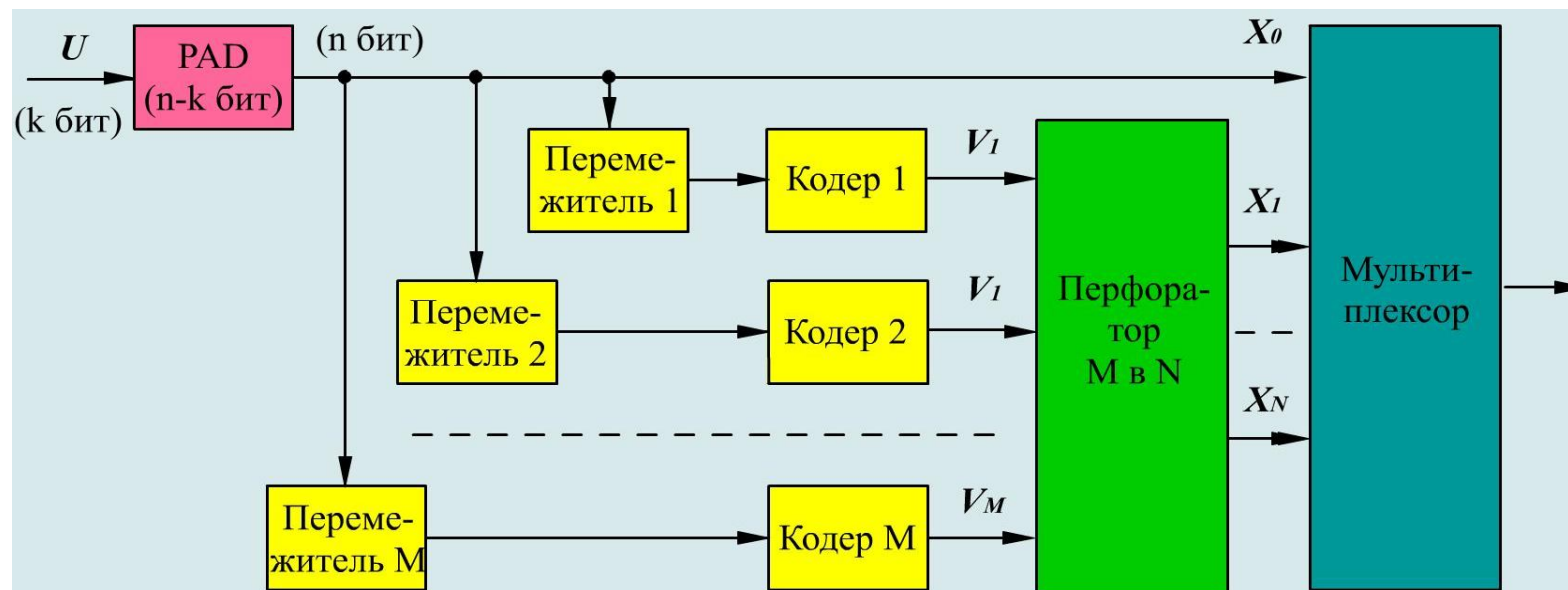 U
(k бит)
PAD
(n-k бит)
(n бит)
X0
Переме-
житель 1
Кодер 1
V1
X1
Переме-
житель 2
Кодер 2
V1
Перфора-
тор
M в N
Мульти-
плексор
XN
Переме-
житель M
Кодер M
VM